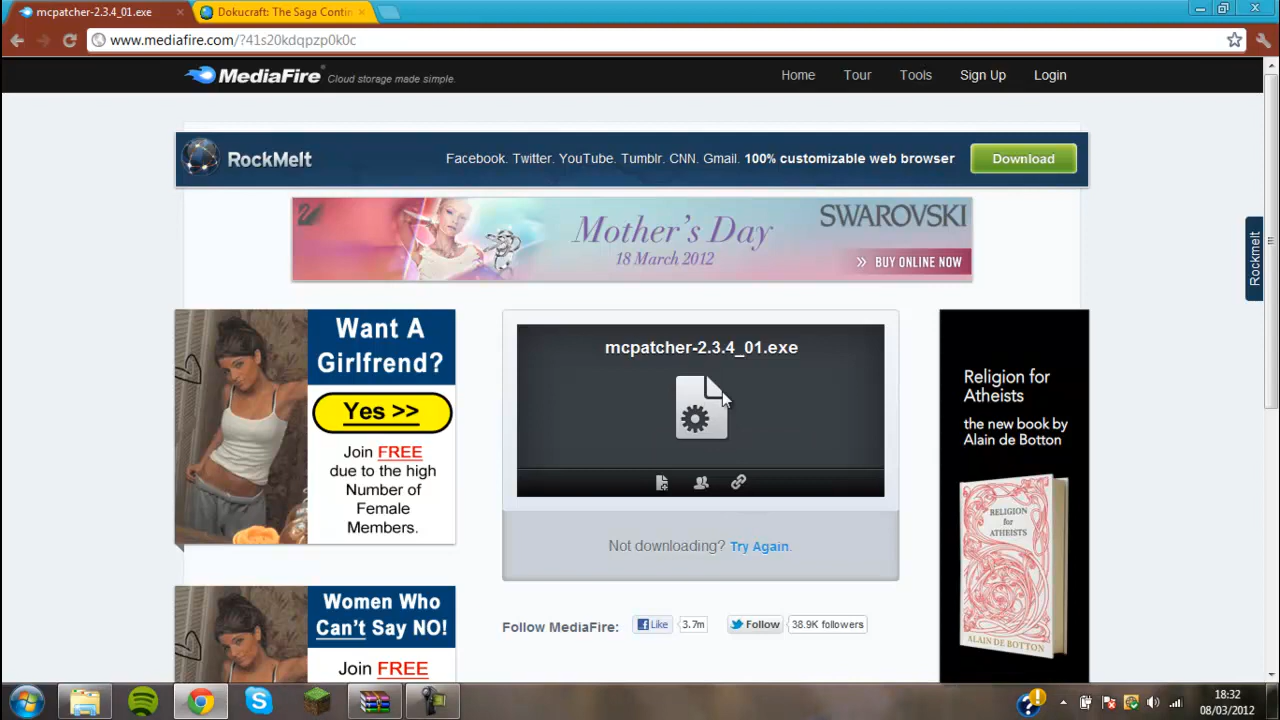 mcpatcher-2.3.4_01.exe
Dokucraft: The Saga Contin
www.mediafire.com/?41s20kdqpzp0k0c
MediaFire Cloud storage made simple.
Home Tour Tools Sign Up Login
RockMelt
Facebook. Twitter. YouTube. Tumblr. CNN. Gmail. 100% customizable web browser
Download
Mother's Day
18 March 2012
SWAROVSKI
>> BUY ONLINE NOW
Rockmelt
Want A
Girlfrend?
Yes >>
Join FREE
due to the high
Number of
Female
Members.
mcpatcher-2.3.4_01.exe
Not downloading? Try Again.
Religion for
Atheists
the new book by
Alain de Botton
RELIGION
for
ATHEISTS
ALAIN DE BOTTON
Women Who
Can't Say NO!
Join FREE
Follow MediaFire:
Like 3.7m
Follow 38.9K followers
18:32
08/03/2012